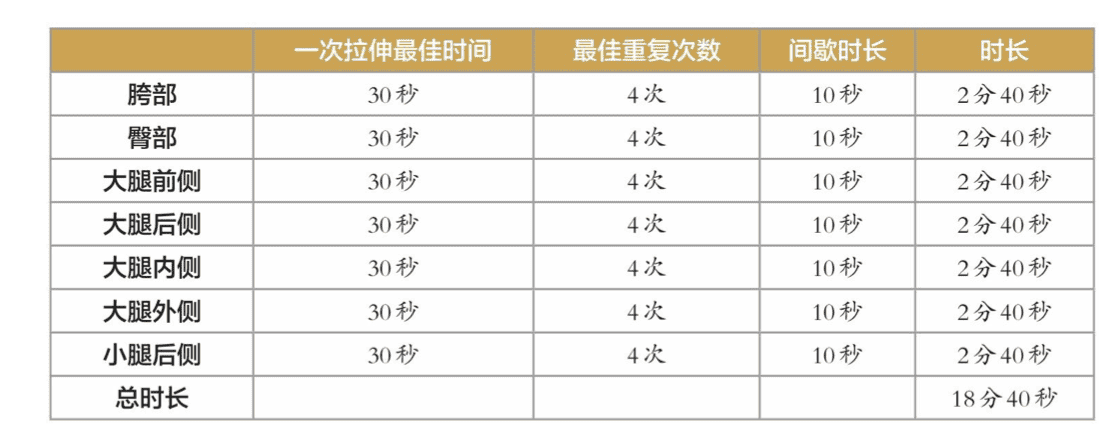 一次拉伸最佳时间 最佳重复次数 间歇时长 时长
胯部 30秒 4次 10秒 2分40秒
臀部 30秒 4次 10秒 2分40秒
大腿前侧 30秒 4次 10秒 2分40秒
大腿后侧 30秒 4次 10秒 2分40秒
大腿内侧 30秒 4次 10秒 2分40秒
大腿外侧 30秒 4次 10秒 2分40秒
小腿后侧 30秒 4次 10秒 2分40秒
总时长 18分40秒